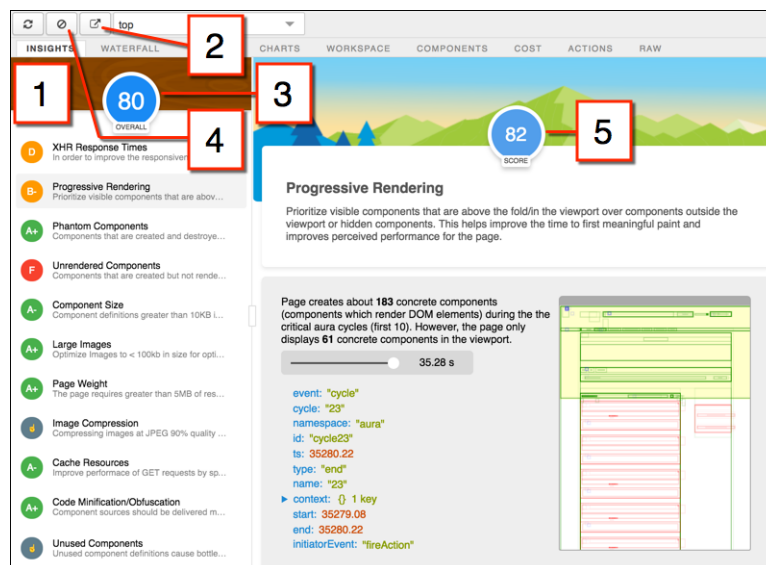 top
2
INSIGHTS WATERFALL CHARTS WORKSPACE COMPONENTS COST ACTIONS RAW
1
80
OVERALL
3
4
82
SCORE
5
D
XHR Response Times
In order to improve the
B-
Progressive Rendering
Prioritize visible components that are abov...
A+
Phantom Components
Components that are created and destroye...
F
Unrendered Components
Components that are created but not rende...
A-
Component Size
Component definitions greater than 10KB i...
A+
Large Images
Optimize Images to < 100kb in size for opti...
A+
Page Weight
The page requires greater than 5MB of res...
Image Compression
Compressing images at JPEG 90% quality ...
A-
Cache Resources
Improve performace of GET requests by sp...
A+
Code Minification/Obfuscation
Component sources should be delivered m...
Unused Components
Unused component definitions cause bottle...
Progressive Rendering
Prioritize visible components that are above the fold/in the viewport over components outside the
viewport or hidden components. This helps improve the time to first meaningful paint and
improves perceived performance for the page.
Page creates about 183 concrete components
(components which render DOM elements) during the the
critical aura cycles (first 10). However, the page only
displays 61 concrete components in the viewport.
35.28 s
event: "cycle"
cycle: "23"
namespace: "aura"
id: "cycle23"
ts: 35280.22
type: "end"
name: "23"
context: {} 1 key
start: 35279.08
end: 35280.22
initiatorEvent: "fireAction"